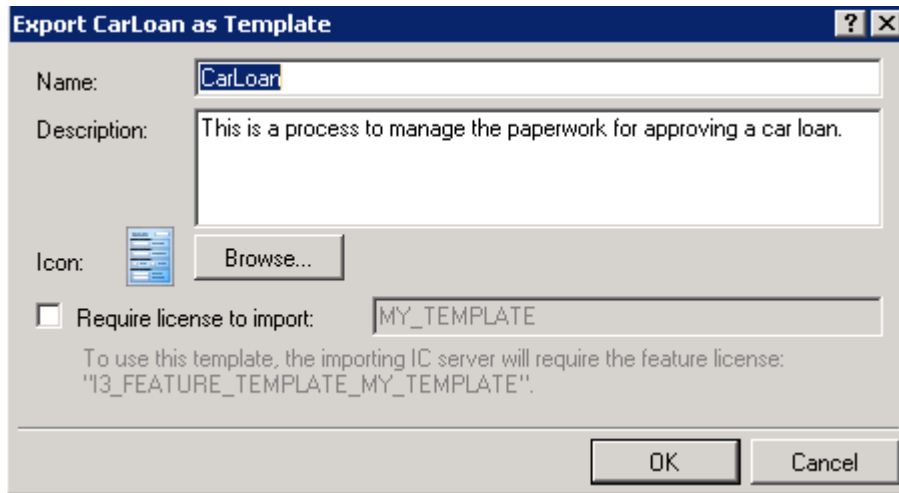 Export CarLoan as Template
Name: CarLoan
Description: This is a process to manage the paperwork for approving a car loan.
Icon: Browse...
Require license to import: MY_TEMPLATE
To use this template, the importing IC server will require the feature license:
"I3_FEATURE_TEMPLATE_MY_TEMPLATE".
OK Cancel